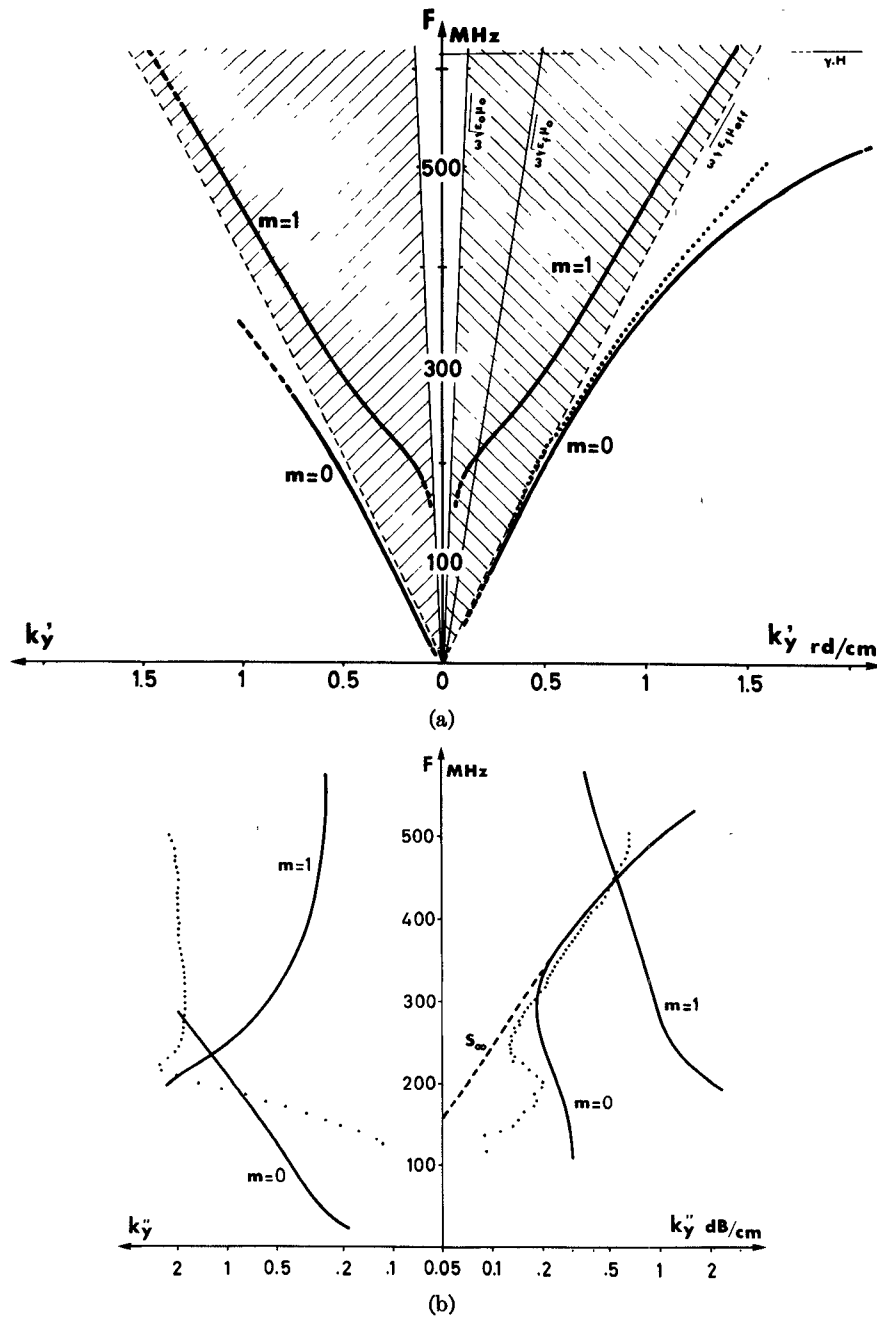 F MHz
γ.H
ω√ε₀μ₀
ω√ε_fμ₀
ω√ε_fμ_eff
500
m=1
m=1
300
m=0
m=0
100
k'y
k'y rd/cm
1.5
0.5
0
0.5
1
1.5
(a)
F MHz
500
m=1
400
300
m=1
S∞
200
m=0
100
m=0
k''y
k''y dB/cm
2
1
0.5
.2
.1
0.05
0.1
.2
.5
1
2
(b)